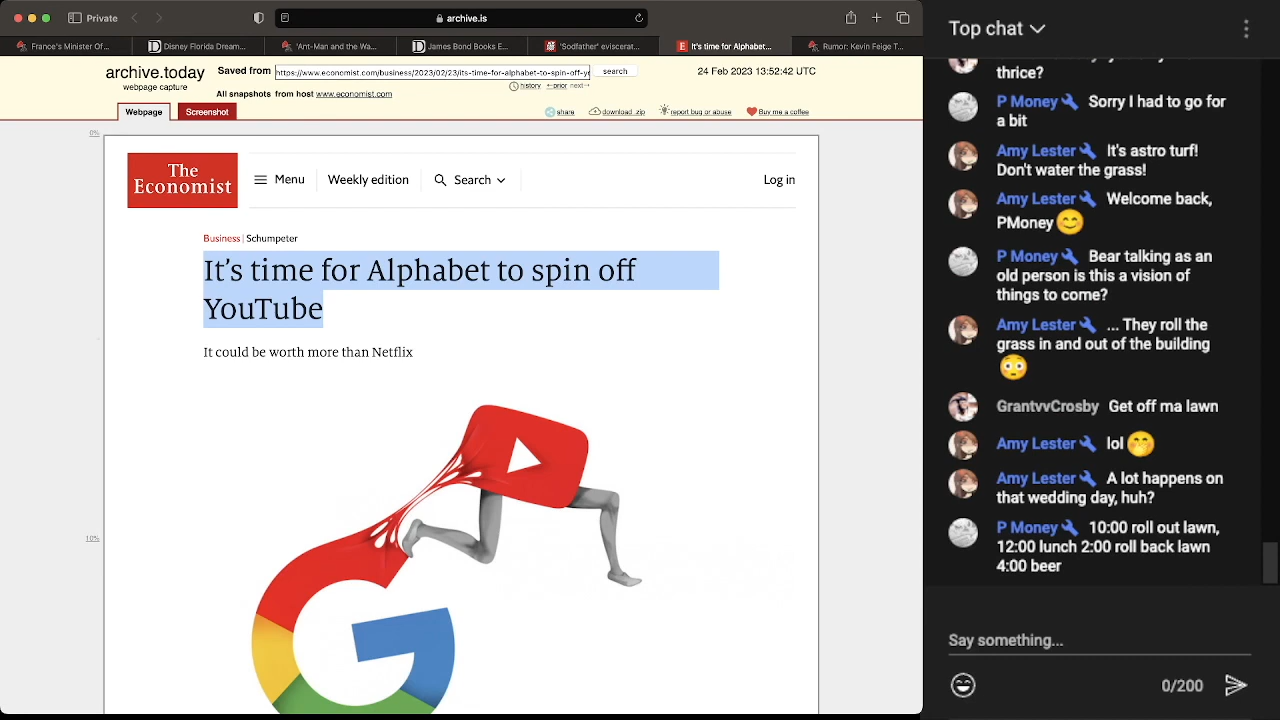 Private
archive.is
France's Minister Of...
Disney Florida Dream...
'Ant-Man and the Wa...
James Bond Books E...
'Sodfather' eviscerat...
It's time for Alphabet...
Rumor: Kevin Feige T...
archive.today
webpage capture
Saved from
https://www.economist.com/business/2023/02/23/its-time-for-alphabet-to-spin-off-y
search
24 Feb 2023 13:52:42 UTC
history ←prior next→
All snapshots from host www.economist.com
Webpage
Screenshot
share
download .zip
report bug or abuse
Buy me a coffee
0%
The
Economist
Menu
Weekly edition
Search
Log in
Business | Schumpeter
It's time for Alphabet to spin off
YouTube
It could be worth more than Netflix
10%
Top chat
thrice?
P Money Sorry I had to go for
a bit
Amy Lester It's astro turf!
Don't water the grass!
Amy Lester Welcome back,
PMoney
P Money Bear talking as an
old person is this a vision of
things to come?
Amy Lester ... They roll the
grass in and out of the building
GrantvvCrosby Get off ma lawn
Amy Lester lol
Amy Lester A lot happens on
that wedding day, huh?
P Money 10:00 roll out lawn,
12:00 lunch 2:00 roll back lawn
4:00 beer
Say something...
0/200